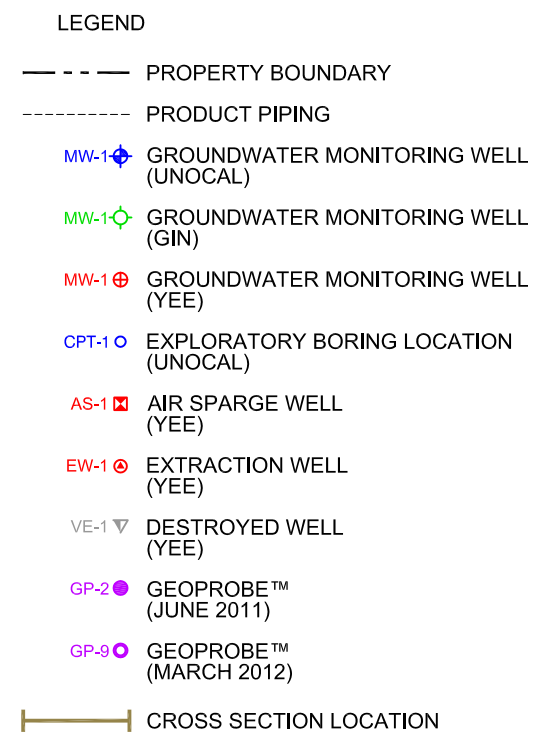 LEGEND
PROPERTY BOUNDARY
PRODUCT PIPING
MW-1 GROUNDWATER MONITORING WELL
(UNOCAL)
MW-1 GROUNDWATER MONITORING WELL
(GIN)
MW-1 GROUNDWATER MONITORING WELL
(YEE)
CPT-1 EXPLORATORY BORING LOCATION
(UNOCAL)
AS-1 AIR SPARGE WELL
(YEE)
EW-1 EXTRACTION WELL
(YEE)
VE-1 DESTROYED WELL
(YEE)
GP-2 GEOPROBE™
(JUNE 2011)
GP-9 GEOPROBE™
(MARCH 2012)
CROSS SECTION LOCATION